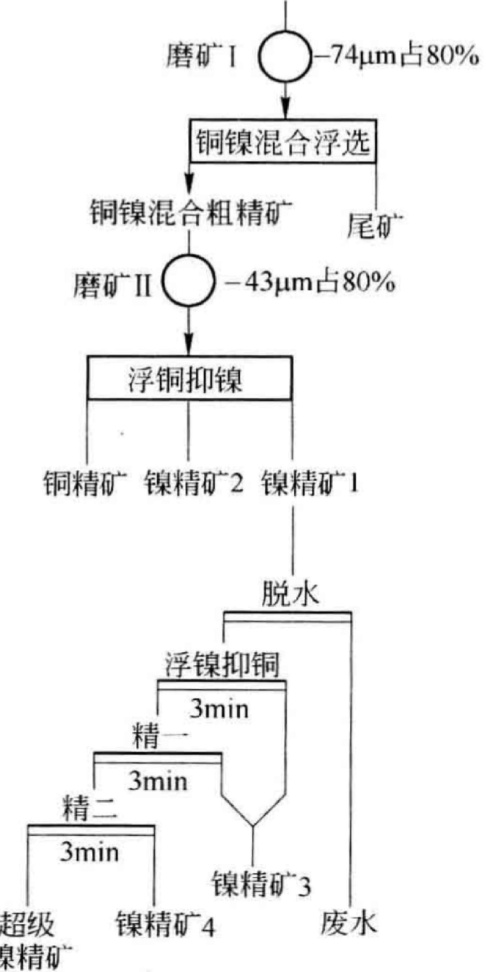 磨矿Ⅰ
-74μm占80%
铜镍混合浮选
铜镍混合粗精矿
尾矿
磨矿Ⅱ
-43μm占80%
浮铜抑镍
铜精矿
镍精矿2
镍精矿1
脱水
浮镍抑铜
3min
精一
3min
精二
3min
镍精矿3
超级
镍精矿
镍精矿4
废水